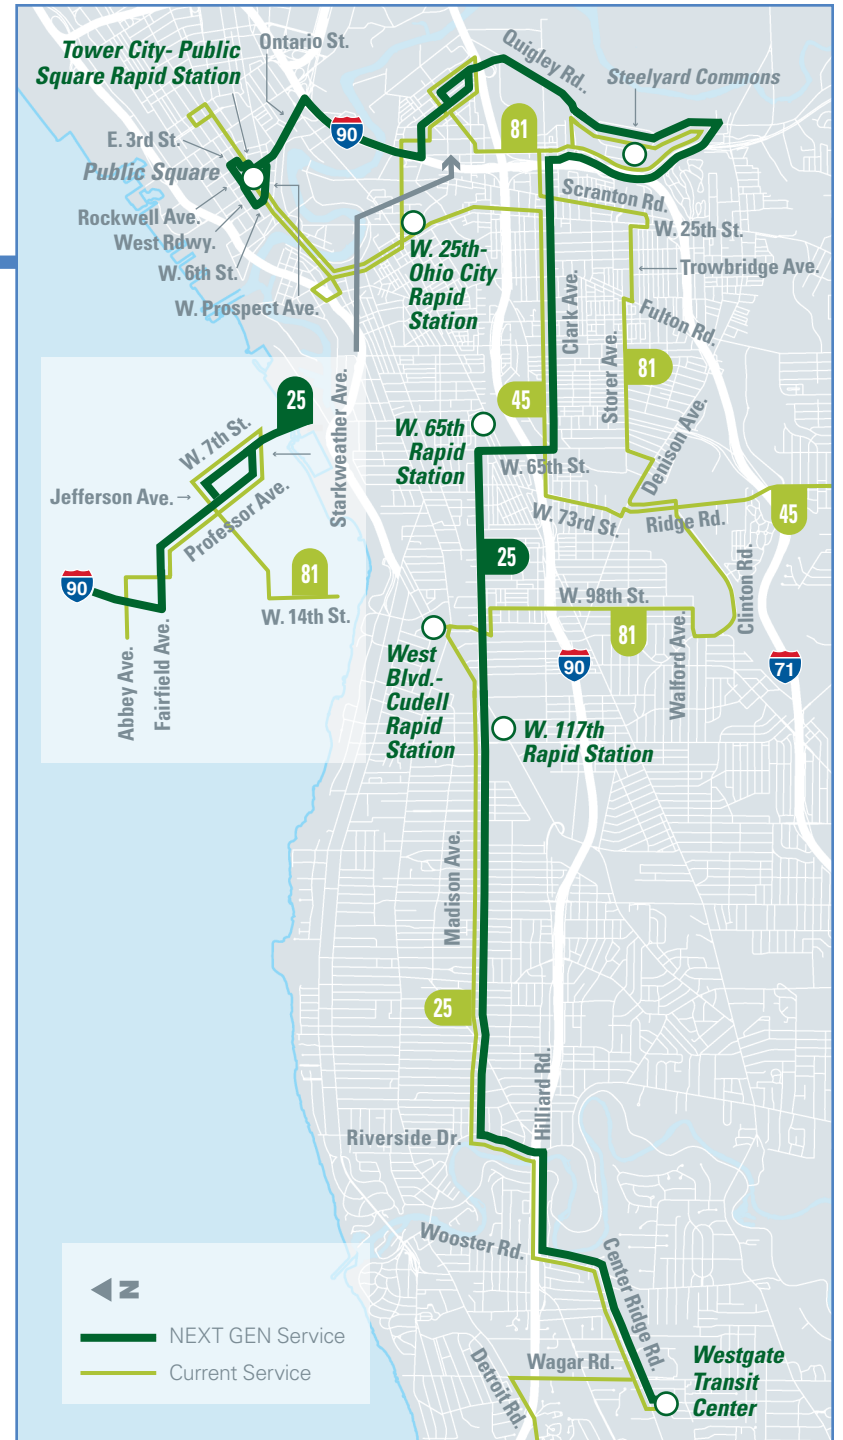 Tower City- Public
Square Rapid Station
Ontario St.
Quigley Rd..
Steelyard Commons
90
81
E. 3rd St.
Public Square
Rockwell Ave.
West Rdwy.
W. 6th St.
W. Prospect Ave.
Scranton Rd.
W. 25th St.
Trowbridge Ave.
W. 25th-
Ohio City
Rapid
Station
Clark Ave.
Storer Ave.
Fulton Rd.
81
Denison Ave.
45
W. 65th
Rapid
Station
W. 65th St.
W. 73rd St.
Ridge Rd.
45
Starkweather Ave.
25
W. 7th St.
Jefferson Ave.
Professor Ave.
90
81
W. 14th St.
Abbey Ave.
Fairfield Ave.
25
W. 98th St.
81
Clinton Rd.
Walford Ave.
90
71
West
Blvd.-
Cudell
Rapid
Station
W. 117th
Rapid Station
Madison Ave.
25
Hilliard Rd.
Riverside Dr.
Wooster Rd.
Center Ridge Rd.
Wagar Rd.
Detroit Rd.
Westgate
Transit
Center
N
NEXT GEN Service
Current Service